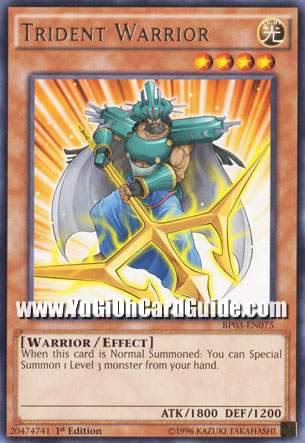 TRIDENT WARRIOR
LIGHT
光
www.YuGiOhCardGuide.com
BP03-EN075
[WARRIOR / EFFECT]
When this card is Normal Summoned: You can Special
Summon 1 Level 3 monster from your hand.
ATK/1800 DEF/1200
20474741 1st Edition ©1996 KAZUKI TAKAHASHI